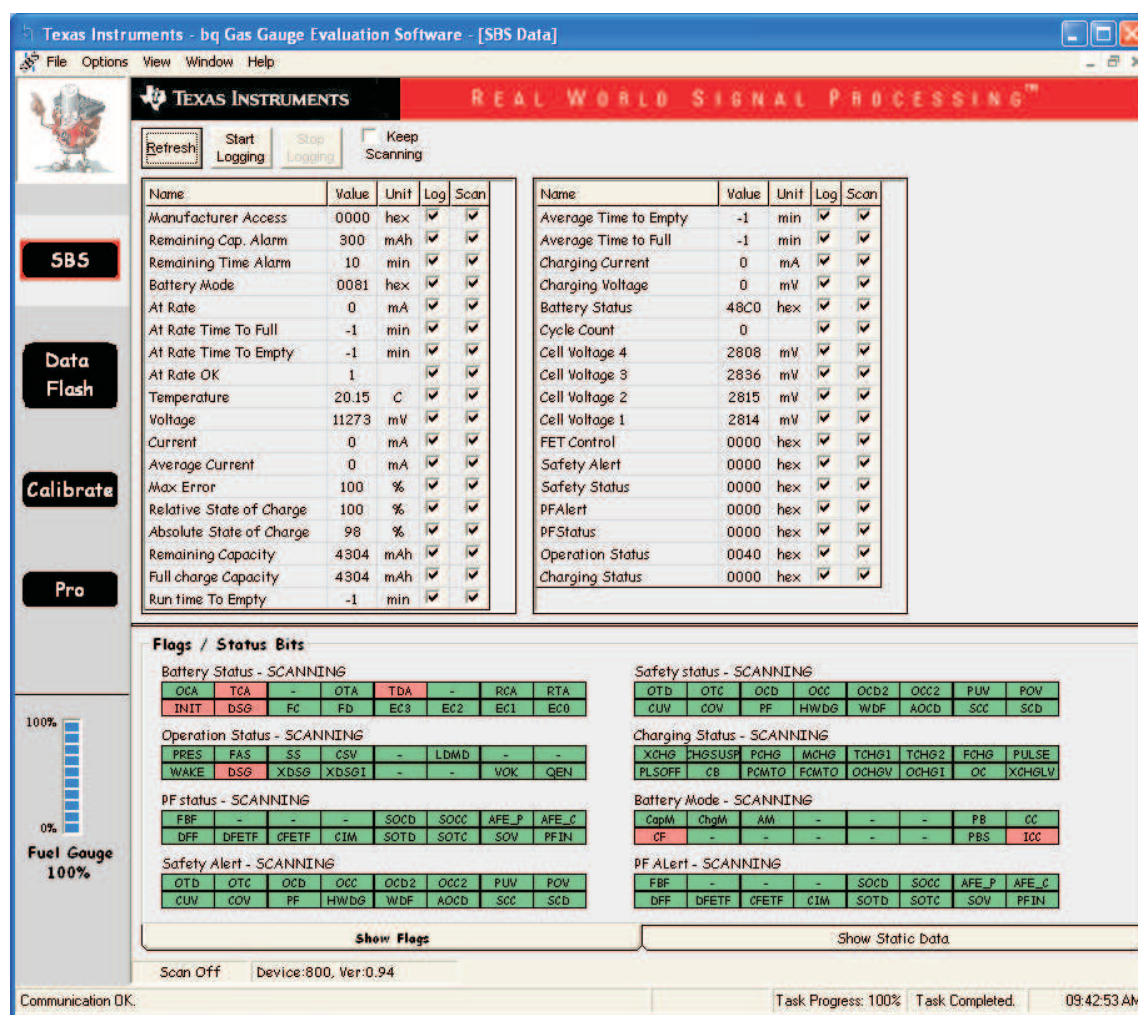 Texas Instruments - bq Gas Gauge Evaluation Software - [SBS Data]
File Options View Window Help
TEXAS INSTRUMENTS REAL WORLD SIGNAL PROCESSING™
Refresh Start Logging Stop Logging Keep Scanning
SBS
Data Flash
Calibrate
Pro
100%
0%
Fuel Gauge
100%
Name Value Unit Log Scan
Manufacturer Access 0000 hex
Remaining Cap. Alarm 300 mAh
Remaining Time Alarm 10 min
Battery Mode 0081 hex
At Rate 0 mA
At Rate Time To Full -1 min
At Rate Time To Empty -1 min
At Rate OK 1
Temperature 20.15 C
Voltage 11273 mV
Current 0 mA
Average Current 0 mA
Max Error 100 %
Relative State of Charge 100 %
Absolute State of Charge 98 %
Remaining Capacity 4304 mAh
Full charge Capacity 4304 mAh
Run time To Empty -1 min
Name Value Unit Log Scan
Average Time to Empty -1 min
Average Time to Full -1 min
Charging Current 0 mA
Charging Voltage 0 mV
Battery Status 48C0 hex
Cycle Count 0
Cell Voltage 4 2808 mV
Cell Voltage 3 2836 mV
Cell Voltage 2 2815 mV
Cell Voltage 1 2814 mV
FET Control 0000 hex
Safety Alert 0000 hex
Safety Status 0000 hex
PFAlert 0000 hex
PFStatus 0000 hex
Operation Status 0040 hex
Charging Status 0000 hex
Flags / Status Bits
Battery Status - SCANNING
OCA TCA - OTA TDA - RCA RTA
INIT DSG FC FD EC3 EC2 EC1 EC0
Operation Status - SCANNING
PRES FAS SS CSV - LDMD - -
WAKE DSG XDSG XDSGI - - VOK QEN
PF status - SCANNING
FBF - - - SOCD SOCC AFE_P AFE_C
DFF DFETF CFETF CIM SOTD SOTC SOV PFIN
Safety Alert - SCANNING
OTD OTC OCD OCC OCD2 OCC2 PUV POV
CUV COV PF HWDG WDF AOCD SCC SCD
Safety status - SCANNING
OTD OTC OCD OCC OCD2 OCC2 PUV POV
CUV COV PF HWDG WDF AOCD SCC SCD
Charging Status - SCANNING
XCHG CHGSUSP PCHG MCHG TCHG1 TCHG2 FCHG PULSE
PLSOFF CB PCMTO FCMTO OCHGV OCHGI OC XCHGLV
Battery Mode - SCANNING
CapM ChgM AM - - - PB CC
CF - - - - - PBS ICC
PF ALert - SCANNING
FBF - - - SOCD SOCC AFE_P AFE_C
DFF DFETF CFETF CIM SOTD SOTC SOV PFIN
Show Flags Show Static Data
Scan Off Device:800, Ver:0.94
Communication OK. Task Progress: 100% Task Completed. 09:42:53 AM